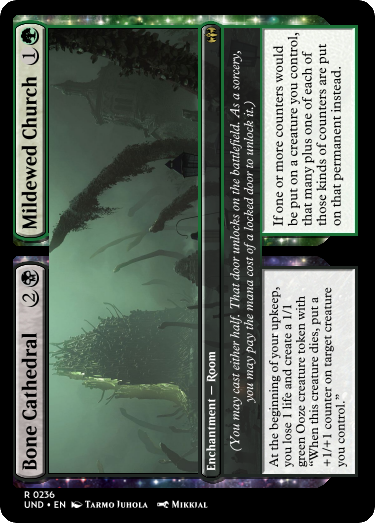 Bone Cathedral 2
At the beginning of your upkeep,
you lose 1 life and create a 1/1
green Ooze creature token with
“When this creature dies, put a
+1/+1 counter on target creature
you control.”
Mildewed Church 1
If one or more counters would
be put on a creature you control,
that many plus one of each of
those kinds of counters are put
on that permanent instead.
Enchantment — Room
(You may cast either half. That door unlocks on the battlefield. As a sorcery,
you may pay the mana cost of a locked door to unlock it.)
R 0236
UND • EN Tarmo Juhola Mikkjal